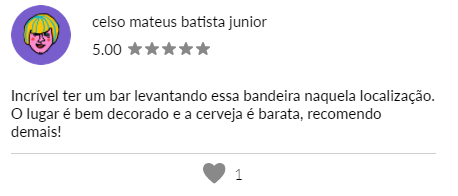 celso mateus batista junior
5.00
Incrível ter um bar levantando essa bandeira naquela localização.
O lugar é bem decorado e a cerveja é barata, recomendo
demais!
1